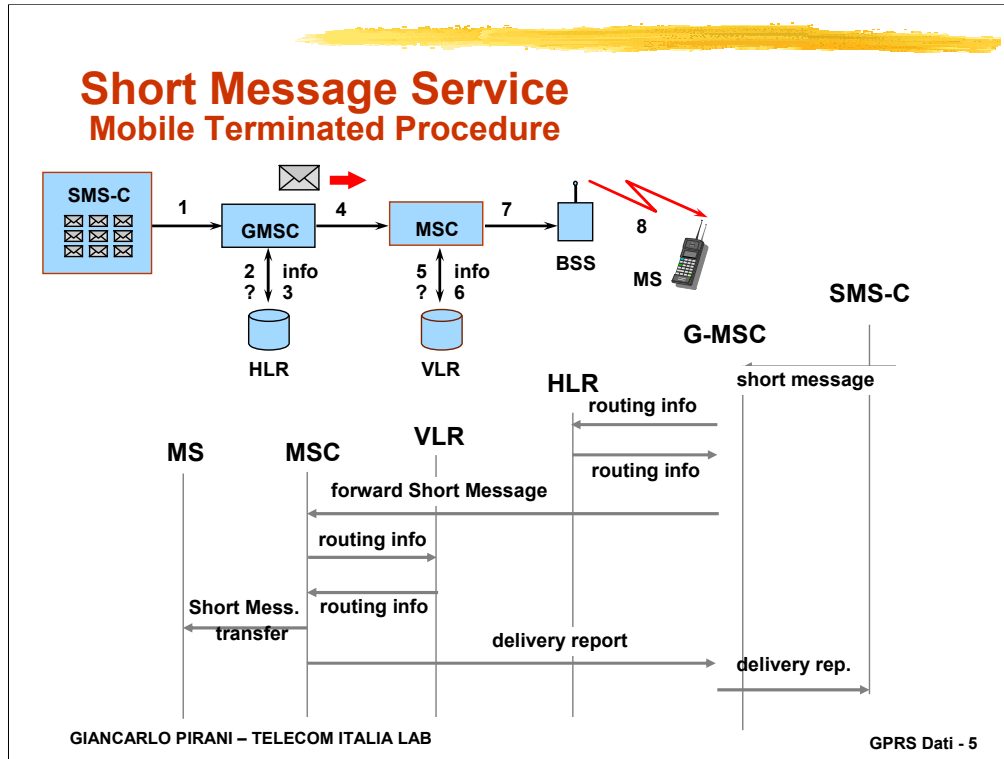 Short Message Service
Mobile Terminated Procedure
SMS-C
1
GMSC
4
MSC
7
BSS
8
MS
2 info
? 3
HLR
5 info
? 6
VLR
SMS-C
G-MSC
short message
HLR
routing info
routing info
VLR
MS
MSC
forward Short Message
routing info
routing info
Short Mess.
transfer
delivery report
delivery rep.
GIANCARLO PIRANI – TELECOM ITALIA LAB
GPRS Dati - 5